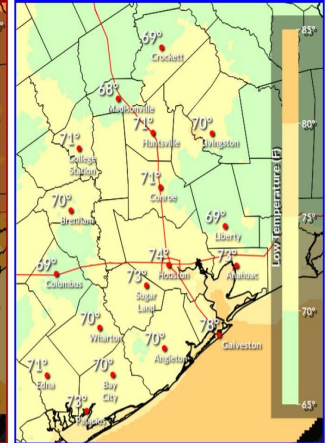 69°
Crockett
68°
Madisonville
71°
Huntsville
70°
Livingston
71°
College
Station
71°
Conroe
70°
Brenham
69°
Liberty
69°
Columbus
74°
Houston
Anahuac
73°
Sugar
Land
70°
Wharton
70°
Angleton
78°
Galveston
71°
Edna
70°
Bay
City
73°
Palacios
85°
80°
75°
70°
65°
Low Temperature (F)